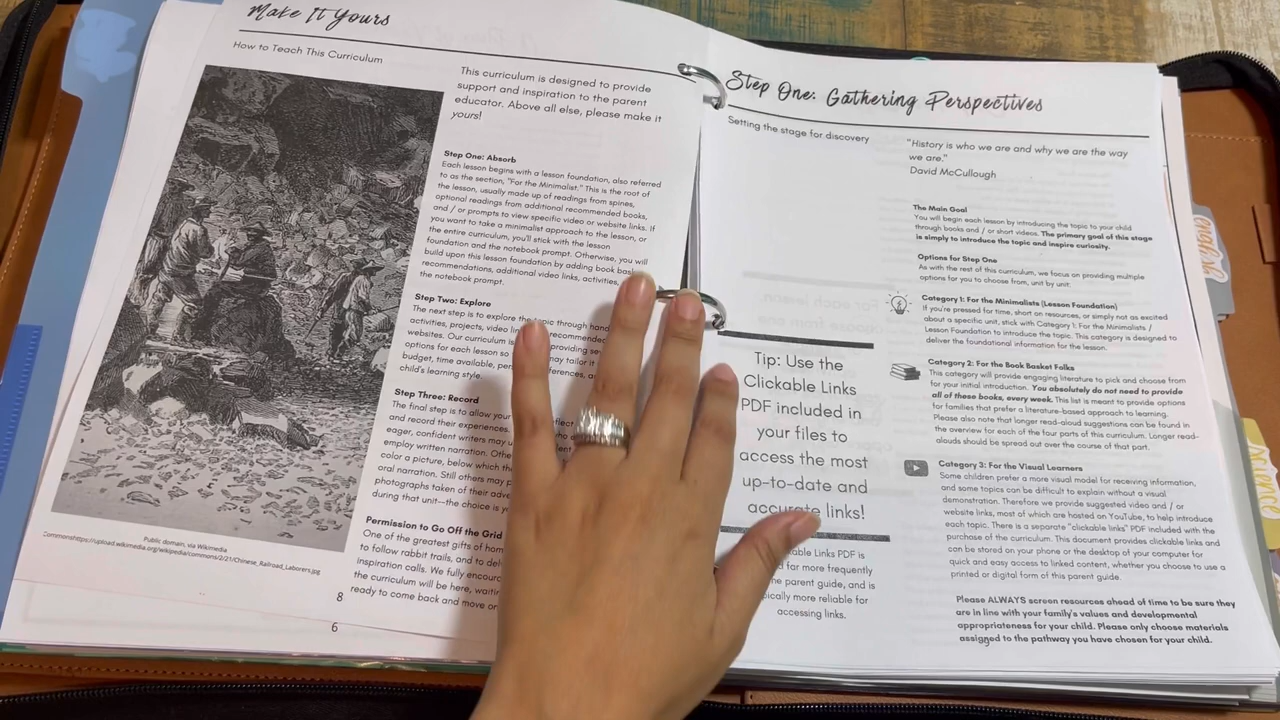 Make It Yours
How to Teach This Curriculum
This curriculum is designed to provide
support and inspiration to the parent
educator. Above all else, please make it
yours!
Step One: Absorb
Each lesson begins with a lesson foundation, also referred
to as the section, "For the Minimalist." This is the root of
the lesson, usually made up of readings from spines,
optional readings from additional recommended books,
and / or prompts to view specific video or website links. If
you want to take a minimalist approach to the lesson, or
the entire curriculum, you'll stick with the lesson
foundation and the notebook prompt. Otherwise, you will
build upon this lesson foundation by adding book
recommendations, additional video links, activities,
the notebook prompt.
Step Two: Explore
The next step is to explore the topic through
activities, projects, video recommended
websites. Our curriculum is providing
options for each lesson so may tailor it
budget, time available,
child's learning style.
Step Three: Record
The final step is to allow your
and record their experiences.
eager, confident writers may
employ written narration.
color a picture, below which
oral narration. Still others may
photographs taken of their
during that unit—the choice is
Permission to Go Off the Grid
One of the greatest gifts of
to follow rabbit trails, and to
inspiration calls. We fully
the curriculum will be here,
ready to come back and move
Public domain, via Wikimedia
Commonshttps://upload.wikimedia.org/wikipedia/commons/2/21/Chinese_Railroad_Laborers.jpg
8
6
Step One: Gathering Perspectives
Setting the stage for discovery
"History is who we are and why we are the way
we are."
David McCullough
The Main Goal
You will begin each lesson by introducing the topic to your child
through books and / or short videos. The primary goal of this stage
is simply to introduce the topic and inspire curiosity.
Options for Step One
As with the rest of this curriculum, we focus on providing multiple
options for you to choose from, unit by unit.
Category 1: For the Minimalists (Lesson Foundation)
If you're pressed for time, short on resources, or simply not as excited
about a specific unit, stick with Category 1: For the Minimalists /
Lesson Foundation to introduce the topic. This category is designed to
deliver the foundational information for the lesson.
Category 2: For the Book Basket Folks
This category will provide engaging literature to pick and choose from
for your initial introduction. You absolutely do not need to provide
all of these books, every week. This list is meant to provide options
for families that prefer a literature-based approach to learning.
Please also note that longer read-aloud suggestions can be found in
the overview for each of the four parts of this curriculum. Longer read-
alouds should be spread out over the course of that part.
Category 3: For the Visual Learners
Some children prefer a more visual model for receiving information,
and some topics can be difficult to explain without a visual
demonstration. Therefore we provide suggested video and / or
website links, most of which are hosted on YouTube, to help introduce
each topic. There is a separate "clickable links" PDF included with the
purchase of the curriculum. This document provides clickable links and
can be stored on your phone or the desktop of your computer for
quick and easy access to linked content, whether you choose to use a
printed or digital form of this parent guide.
Please ALWAYS screen resources ahead of time to be sure they
are in line with your family's values and developmental
appropriateness for your child. Please only choose materials
assigned to the pathway you have chosen for your child.
9
Tip: Use the
Clickable Links
PDF included in
your files to
access the most
up-to-date and
accurate links!
Links PDF is
for more frequently
parent guide, and is
more reliable for
accessing links.